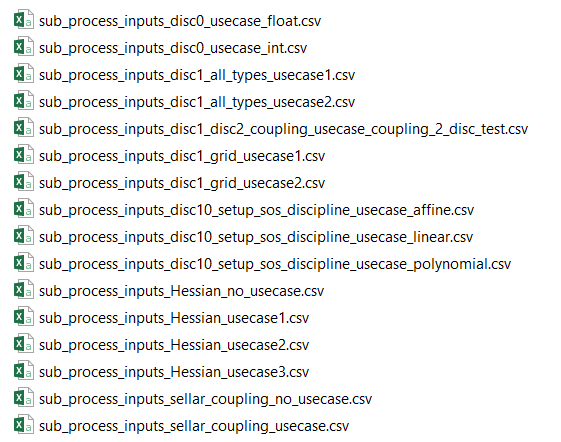 sub_process_inputs_disc0_usecase_float.csv
sub_process_inputs_disc0_usecase_int.csv
sub_process_inputs_disc1_all_types_usecase1.csv
sub_process_inputs_disc1_all_types_usecase2.csv
sub_process_inputs_disc1_disc2_coupling_usecase_coupling_2_disc_test.csv
sub_process_inputs_disc1_grid_usecase1.csv
sub_process_inputs_disc1_grid_usecase2.csv
sub_process_inputs_disc10_setup_sos_discipline_usecase_affine.csv
sub_process_inputs_disc10_setup_sos_discipline_usecase_linear.csv
sub_process_inputs_disc10_setup_sos_discipline_usecase_polynomial.csv
sub_process_inputs_Hessian_no_usecase.csv
sub_process_inputs_Hessian_usecase1.csv
sub_process_inputs_Hessian_usecase2.csv
sub_process_inputs_Hessian_usecase3.csv
sub_process_inputs_sellar_coupling_no_usecase.csv
sub_process_inputs_sellar_coupling_usecase.csv